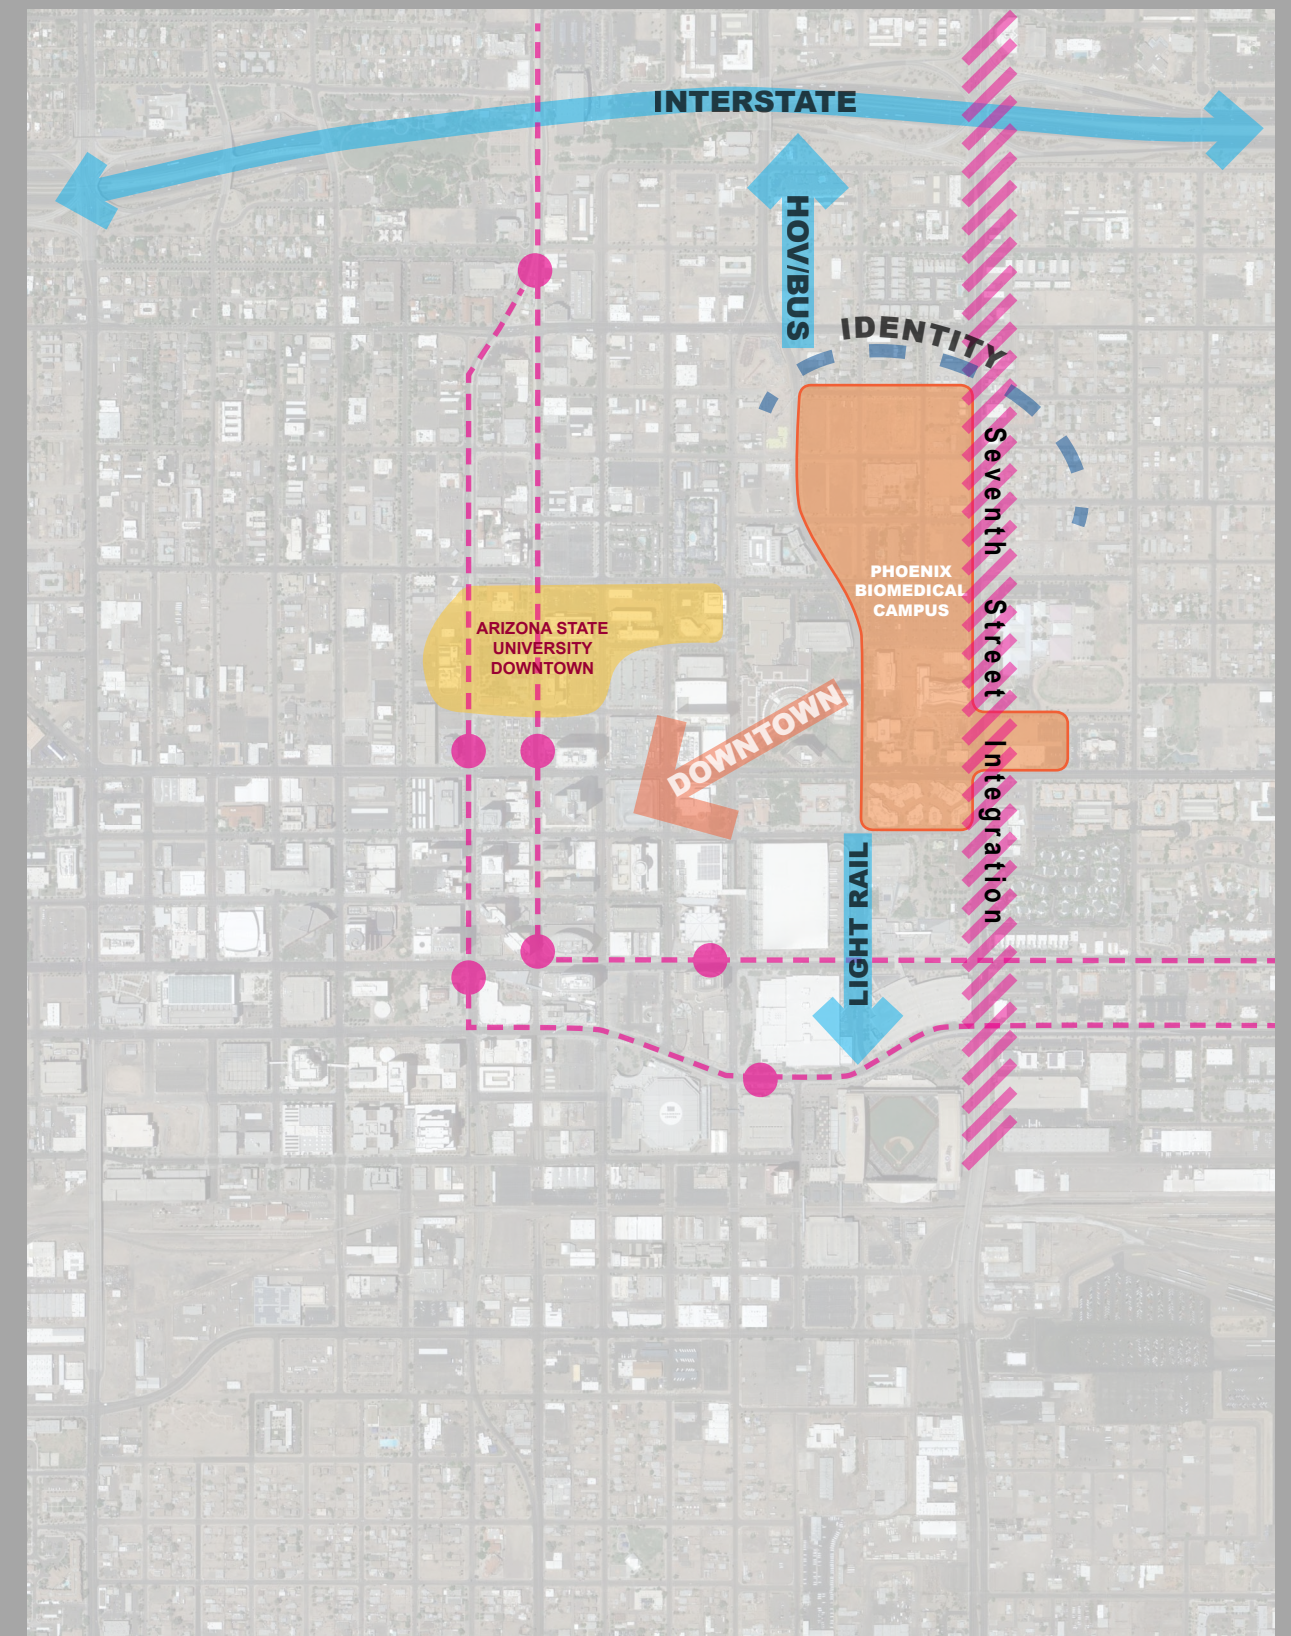 INTERSTATE
HOV/BUS
IDENTITY
Seventh Street Integration
PHOENIX
BIOMEDICAL
CAMPUS
ARIZONA STATE
UNIVERSITY
DOWNTOWN
DOWNTOWN
LIGHT RAIL